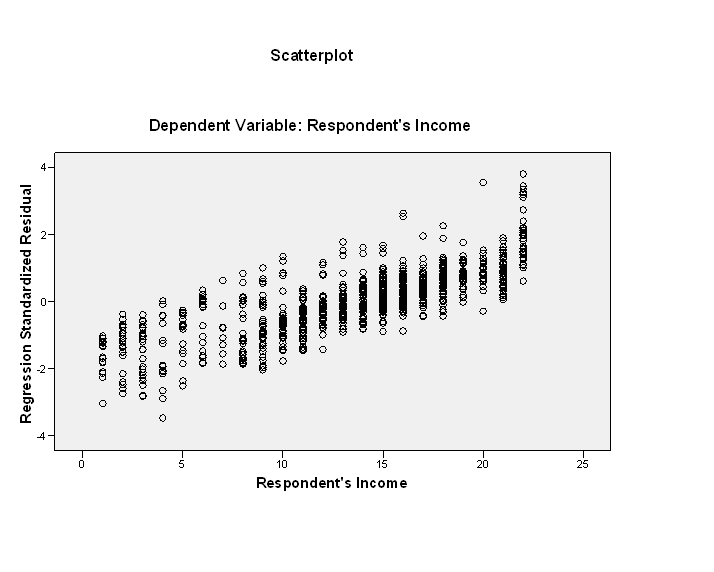 Scatterplot
Dependent Variable: Respondent's Income
Regression Standardized Residual
4
2
0
-2
-4
0 5 10 15 20 25
Respondent's Income